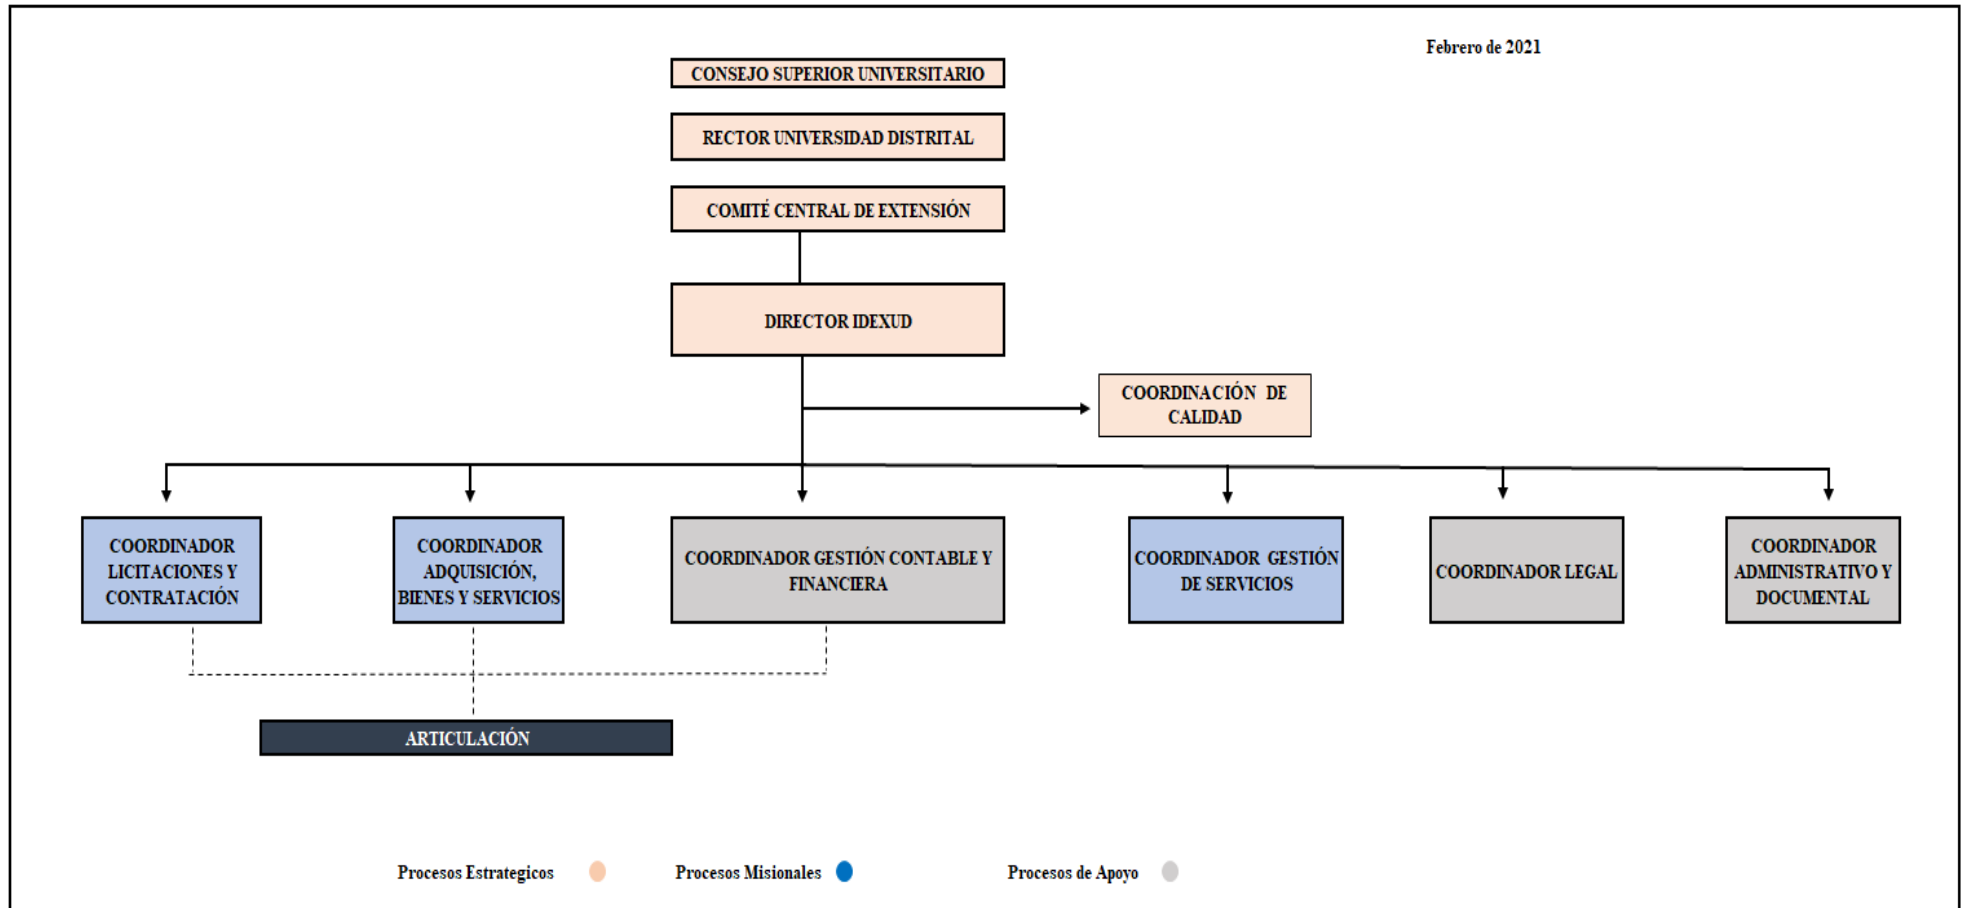 Febrero de 2021
CONSEJO SUPERIOR UNIVERSITARIO
RECTOR UNIVERSIDAD DISTRITAL
COMITÉ CENTRAL DE EXTENSIÓN
DIRECTOR IDEXUD
COORDINACIÓN DE
CALIDAD
COORDINADOR
LICITACIONES Y
CONTRATACIÓN
COORDINADOR
ADQUISICIÓN,
BIENES Y SERVICIOS
COORDINADOR GESTIÓN CONTABLE Y
FINANCIERA
COORDINADOR GESTIÓN
DE SERVICIOS
COORDINADOR LEGAL
COORDINADOR
ADMINISTRATIVO Y
DOCUMENTAL
ARTICULACIÓN
Procesos Estrategicos
Procesos Misionales
Procesos de Apoyo